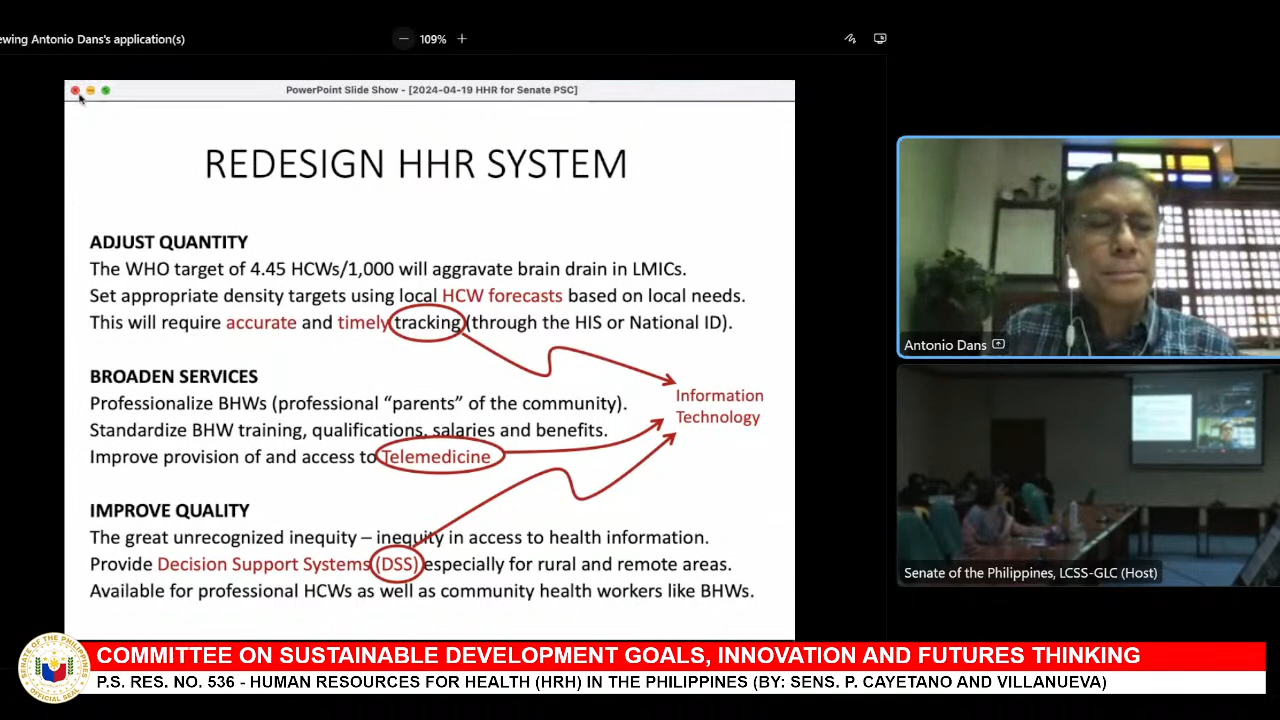 ewing Antonio Dans's application(s)
109%
PowerPoint Slide Show - [2024-04-19 HHR for Senate PSC]
REDESIGN HHR SYSTEM
ADJUST QUANTITY
The WHO target of 4.45 HCWs/1,000 will aggravate brain drain in LMICs.
Set appropriate density targets using local HCW forecasts based on local needs.
This will require accurate and timely tracking (through the HIS or National ID).
BROADEN SERVICES
Professionalize BHWs (professional “parents” of the community).
Standardize BHW training, qualifications, salaries and benefits.
Improve provision of and access to Telemedicine
Information
Technology
IMPROVE QUALITY
The great unrecognized inequity – inequity in access to health information.
Provide Decision Support Systems (DSS) especially for rural and remote areas.
Available for professional HCWs as well as community health workers like BHWs.
Antonio Dans
Senate of the Philippines, LCSS-GLC (Host)
SENATE OF THE PHILIPPINES
OFFICIAL SEAL
COMMITTEE ON SUSTAINABLE DEVELOPMENT GOALS, INNOVATION AND FUTURES THINKING
P.S. RES. NO. 536 - HUMAN RESOURCES FOR HEALTH (HRH) IN THE PHILIPPINES (BY: SENS. P. CAYETANO AND VILLANUEVA)